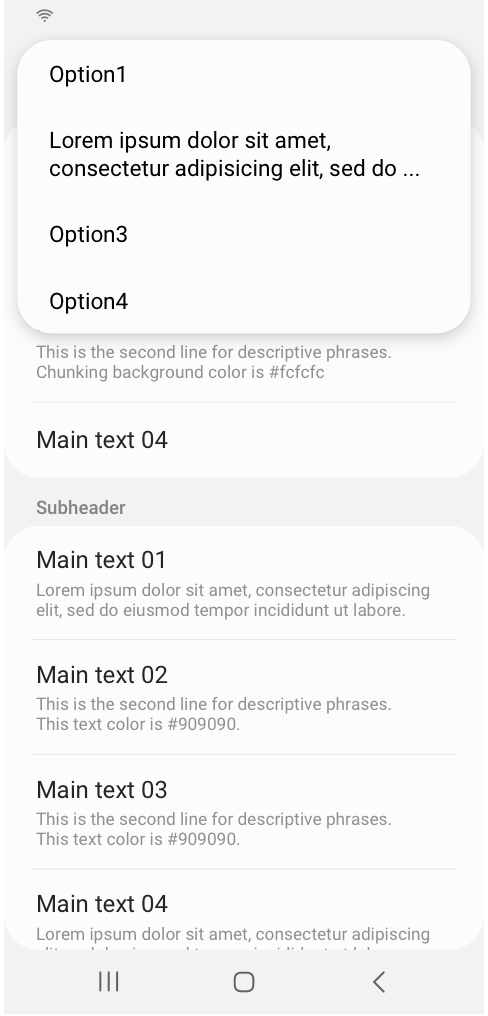 Option1
Lorem ipsum dolor sit amet,
consectetur adipisicing elit, sed do ...
Option3
Option4
This is the second line for descriptive phrases.
Chunking background color is #fcfcfc
Main text 04
Subheader
Main text 01
Lorem ipsum dolor sit amet, consectetur adipiscing
elit, sed do eiusmod tempor incididunt ut labore.
Main text 02
This is the second line for descriptive phrases.
This text color is #909090.
Main text 03
This is the second line for descriptive phrases.
This text color is #909090.
Main text 04
Lorem ipsum dolor sit amet, consectetur adipiscing